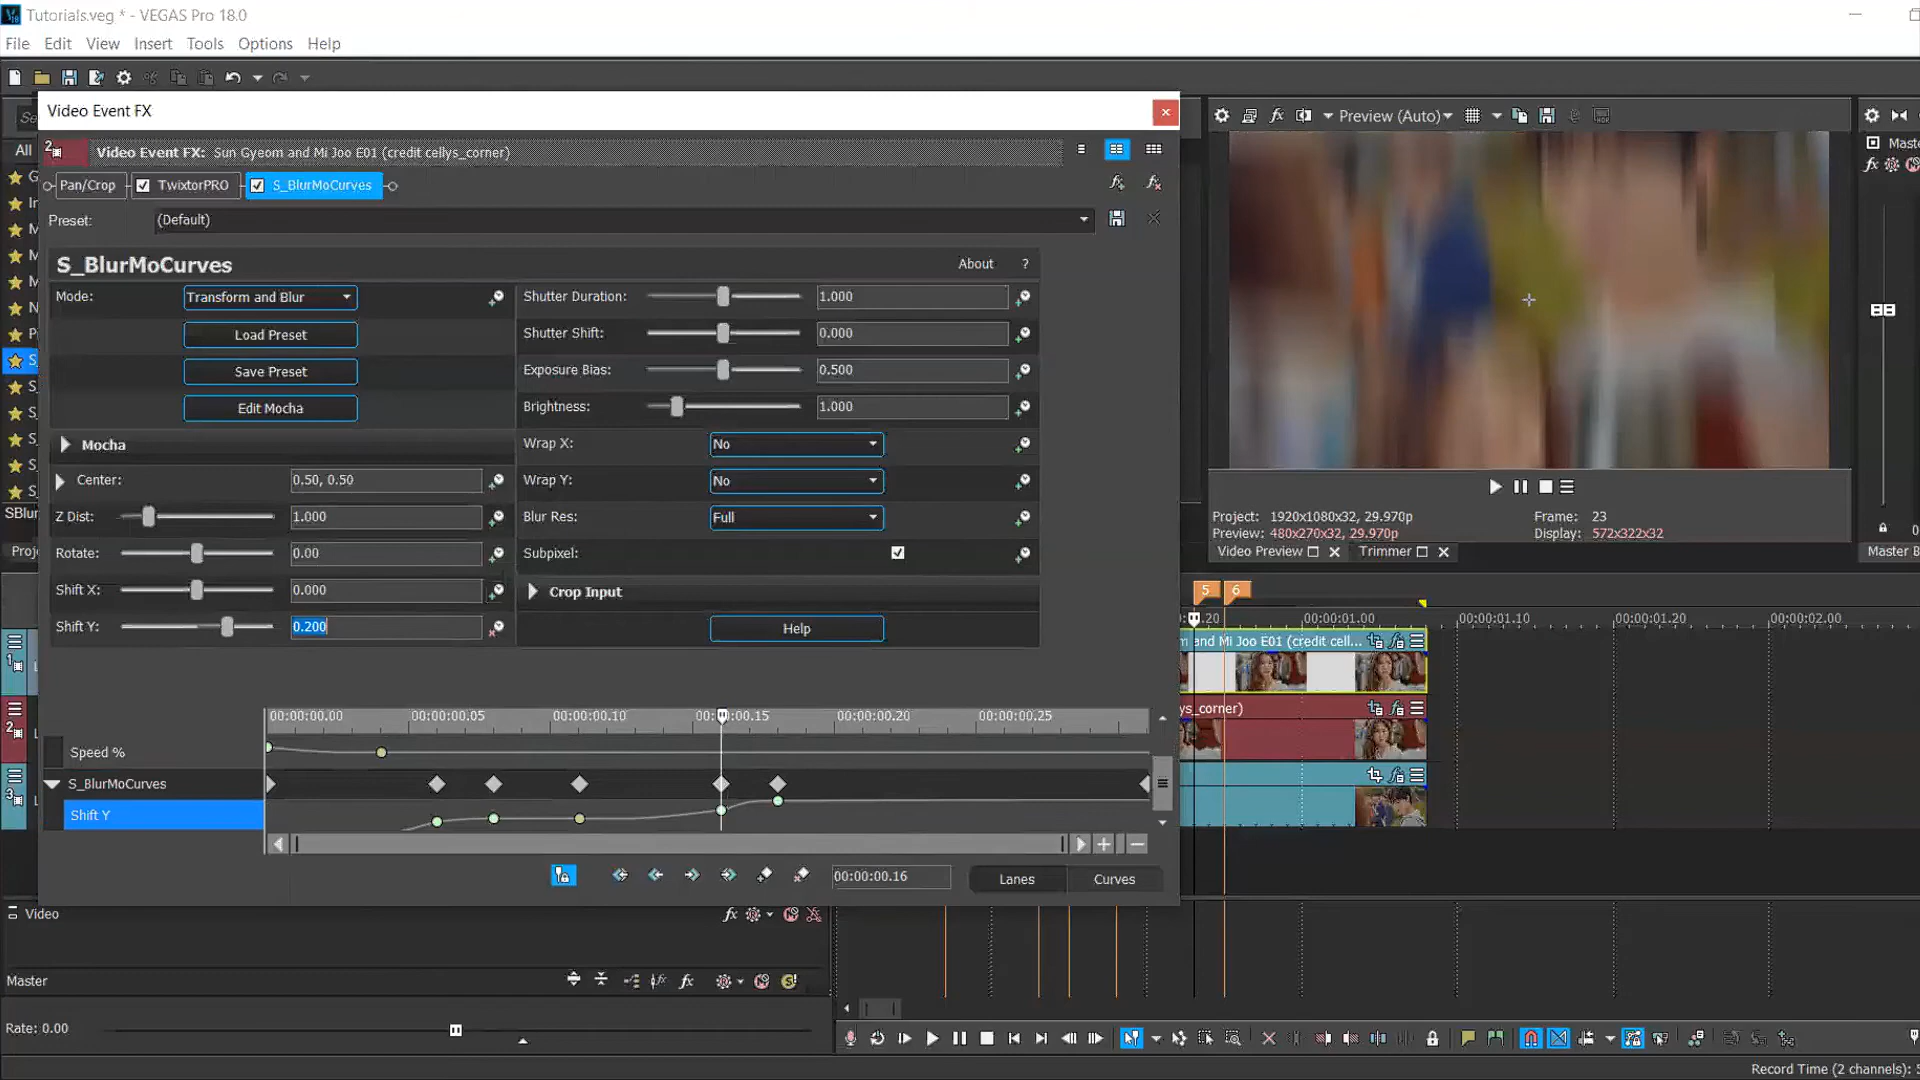 Tutorials.veg * - VEGAS Pro 18.0
File Edit View Insert Tools Options Help
Video Event FX
Preview (Auto)
All
2
Video Event FX: Sun Gyeom and Mi Joo E01 (credit cellys_corner)
Pan/Crop TwixtorPRO S_BlurMoCurves
Preset: (Default)
S_BlurMoCurves About ?
Mode: Transform and Blur
Load Preset
Save Preset
Edit Mocha
Mocha
Center: 0.50, 0.50
Z Dist: 1.000
Rotate: 0.00
Shift X: 0.000
Shift Y: 0.200
Shutter Duration: 1.000
Shutter Shift: 0.000
Exposure Bias: 0.500
Brightness: 1.000
Wrap X: No
Wrap Y: No
Blur Res: Full
Subpixel:
Crop Input
Help
Project: 1920x1080x32, 29.970p
Preview: 480x270x32, 29.970p
Frame: 23
Display: 572x322x32
Video Preview Trimmer
5 6
00:00:01.00 00:00:01.10 00:00:01.20 00:00:02.00
and Mi Joo E01 (credit cell...
ys_corner)
1
2
3
00:00:00.00 00:00:00.05 00:00:00.10 00:00:00.15 00:00:00.20 00:00:00.25
Speed %
S_BlurMoCurves
Shift Y
00:00:00.16 Lanes Curves
Video
Master
Rate: 0.00
Record Time (2 channels):